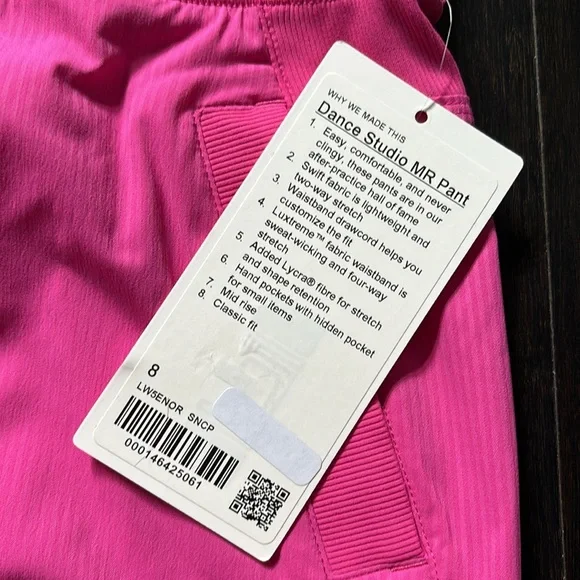 WHY WE MADE THIS
Dance Studio MR Pant
1. Easy, comfortable, and never
clingy, these pants are in our
after-practice hall of fame
2. Swift fabric is lightweight and
two-way stretch
3. Waistband drawcord helps you
customize the fit
4. Luxtreme™ fabric waistband is
sweat-wicking and four-way
stretch
5. Added Lycra® fibre for stretch
and shape retention
6. Hand pockets with hidden pocket
for small items
7. Mid rise
8. Classic fit
8
LW5ENOR SNCP
000146425061